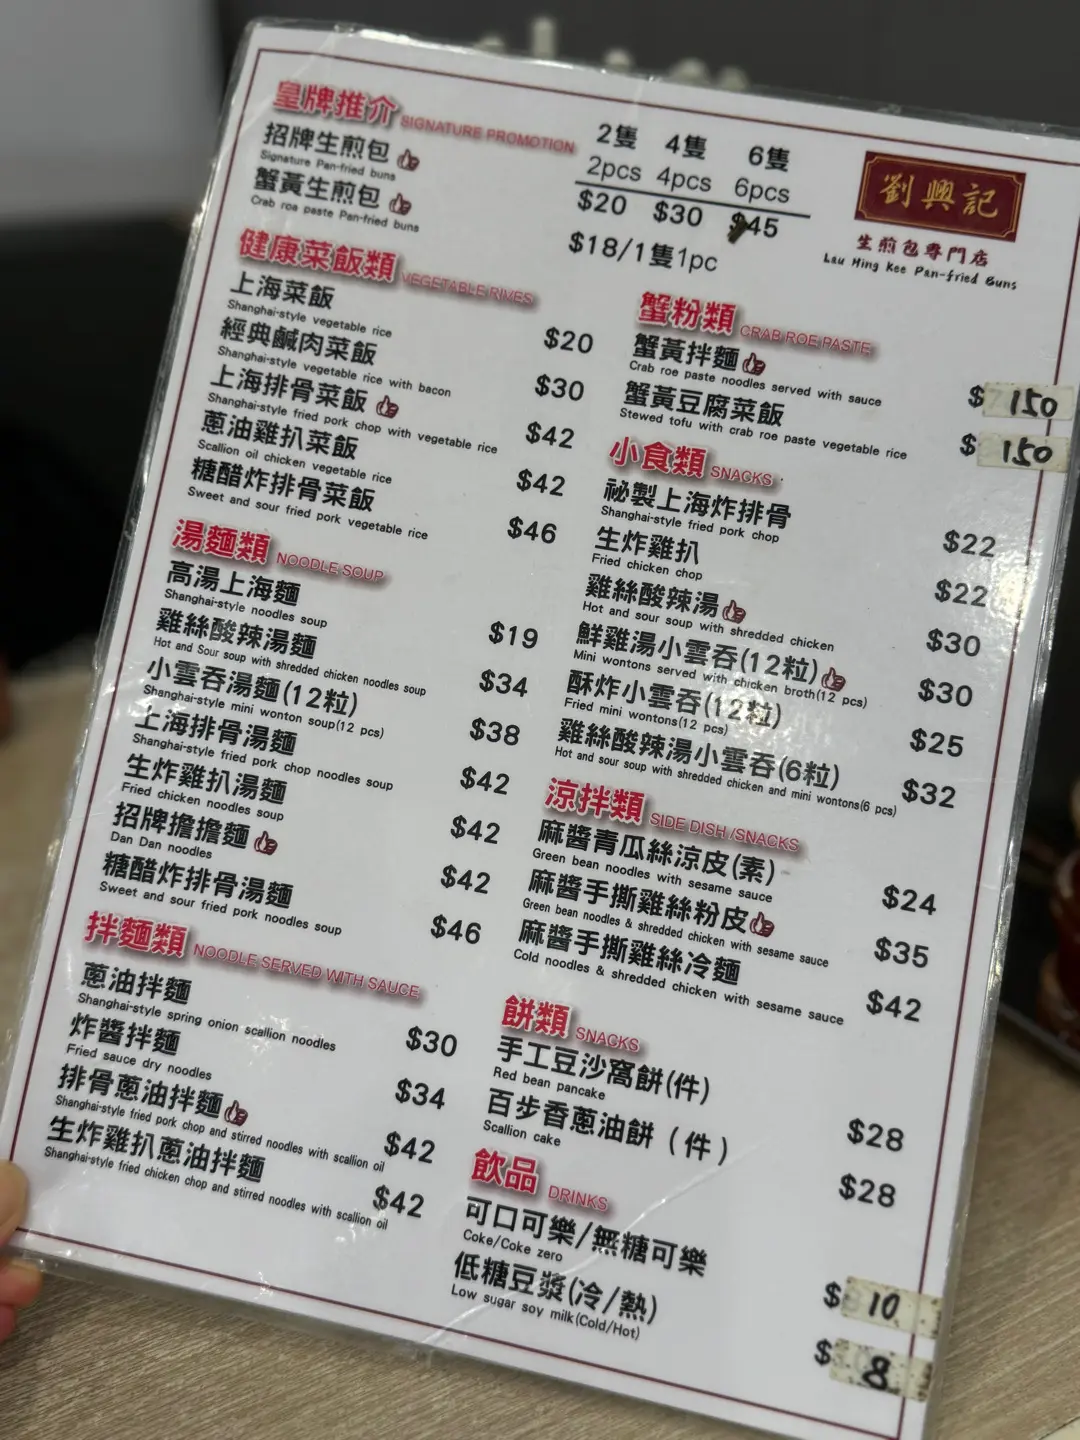 皇牌推介 SIGNATURE PROMOTION
2隻 4隻 6隻
2pcs 4pcs 6pcs
招牌生煎包 $20 $30 $45
Signature Pan-fried buns
蟹黃生煎包 $18/1隻1pc
Crab roe paste Pan-fried buns
劉興記
生煎包專門店
Lau Hing Kee Pan-fried Buns
健康菜飯類 VEGETABLE RIVES
上海菜飯 $20
Shanghai-style vegetable rice
經典鹹肉菜飯 $30
Shanghai-style vegetable rice with bacon
上海排骨菜飯 $42
Shanghai-style fried pork chop with vegetable rice
蔥油雞扒菜飯 $42
Scallion oil chicken vegetable rice
糖醋炸排骨菜飯 $46
Sweet and sour fried pork vegetable rice
湯麵類 NOODLE SOUP
高湯上海麵 $19
Shanghai-style noodles soup
雞絲酸辣湯麵 $34
Hot and Sour soup with shredded chicken noodles soup
小雲吞湯麵(12粒) $38
Shanghai-style mini wonton soup(12 pcs)
上海排骨湯麵 $42
Shanghai-style fried pork chop noodles soup
生炸雞扒湯麵 $42
Fried chicken noodles soup
招牌擔擔麵 $42
Dan Dan noodles
糖醋炸排骨湯麵 $46
Sweet and sour fried pork noodles soup
拌麵類 NOODLE SERVED WITH SAUCE
蔥油拌麵 $30
Shanghai-style spring onion scallion noodles
炸醬拌麵 $34
Fried sauce dry noodles
排骨蔥油拌麵 $42
Shanghai-style fried pork chop and stirred noodles with scallion oil
生炸雞扒蔥油拌麵 $42
Shanghai-style fried chicken chop and stirred noodles with scallion oil
蟹粉類 CRAB ROE PASTE
蟹黃拌麵 $150
Crab roe paste noodles served with sauce
蟹黃豆腐菜飯 $150
Stewed tofu with crab roe paste vegetable rice
小食類 SNACKS
祕製上海炸排骨 $22
Shanghai-style fried pork chop
生炸雞扒 $22
Fried chicken chop
雞絲酸辣湯 $30
Hot and sour soup with shredded chicken
鮮雞湯小雲吞(12粒) $30
Mini wontons served with chicken broth(12 pcs)
酥炸小雲吞(12粒) $25
Fried mini wontons(12 pcs)
雞絲酸辣湯小雲吞(6粒) $32
Hot and sour soup with shredded chicken and mini wontons(6 pcs)
涼拌類 SIDE DISH /SNACKS
麻醬青瓜絲涼皮(素) $24
Green bean noodles with sesame sauce
麻醬手撕雞絲粉皮 $35
Green bean noodles & shredded chicken with sesame sauce
麻醬手撕雞絲冷麵 $42
Cold noodles & shredded chicken with sesame sauce
餅類 SNACKS
手工豆沙窩餅(件) $28
Red bean pancake
百步香蔥油餅(件) $28
Scallion cake
飲品 DRINKS
可口可樂/無糖可樂 $10
Coke/Coke zero
低糖豆漿(冷/熱) $8
Low sugar soy milk(Cold/Hot)